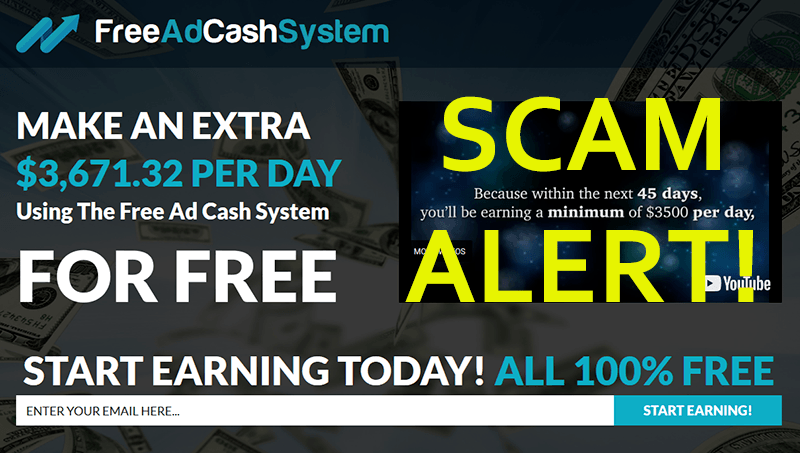 FreeAdCashSystem
MAKE AN EXTRA
$3,671.32 PER DAY
Using The Free Ad Cash System
FOR FREE
SCAM
Because within the next 45 days,
you'll be earning a minimum of $3500 per day,
ALERT!
YouTube
START EARNING TODAY! ALL 100% FREE
ENTER YOUR EMAIL HERE...
START EARNING!